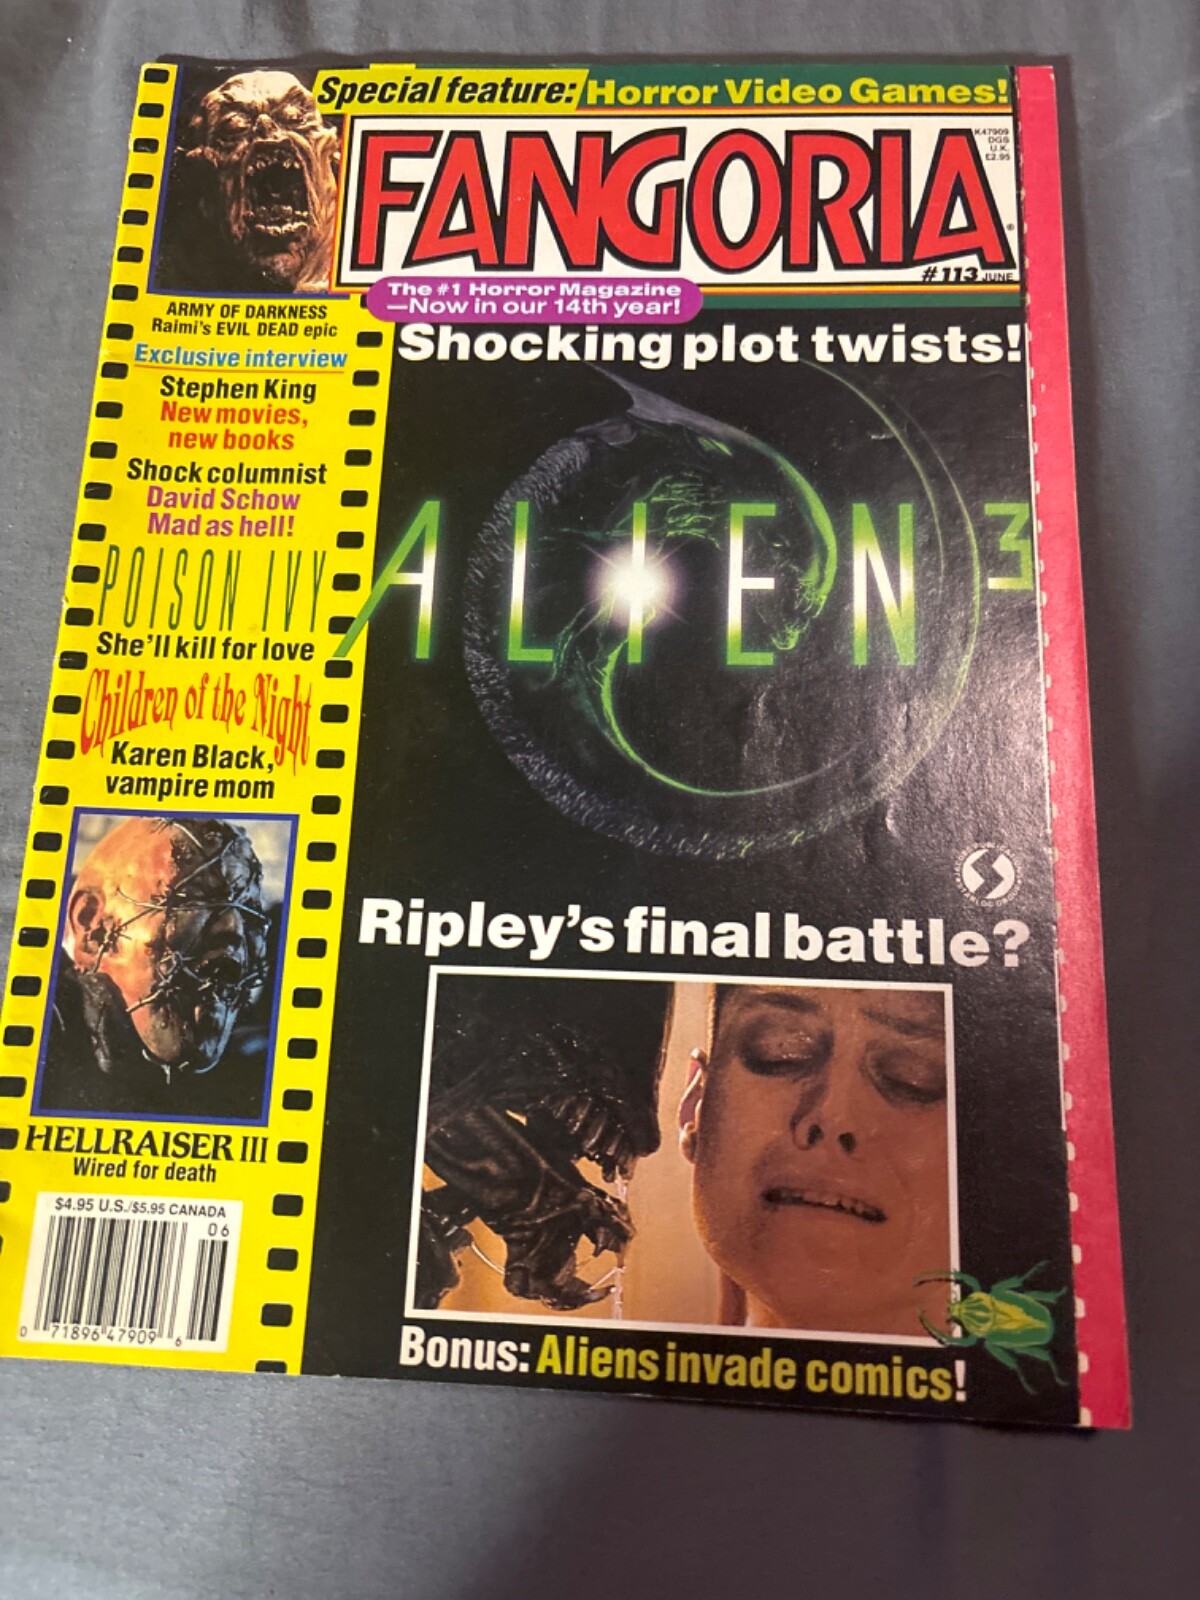 Special feature: Horror Video Games!
FANGORIA
K47909
DGS
U.K.
£2.95
®
#113 JUNE
The #1 Horror Magazine
—Now in our 14th year!
ARMY OF DARKNESS
Raimi's EVIL DEAD epic
Exclusive interview
Stephen King
New movies,
new books
Shock columnist
David Schow
Mad as hell!
POISON IVY
She'll kill for love
Children of the Night
Karen Black,
vampire mom
HELLRAISER III
Wired for death
$4.95 U.S./$5.95 CANADA
06
0 71896 47909 6
Shocking plot twists!
ALIEN 3
Ripley's final battle?
Bonus: Aliens invade comics!